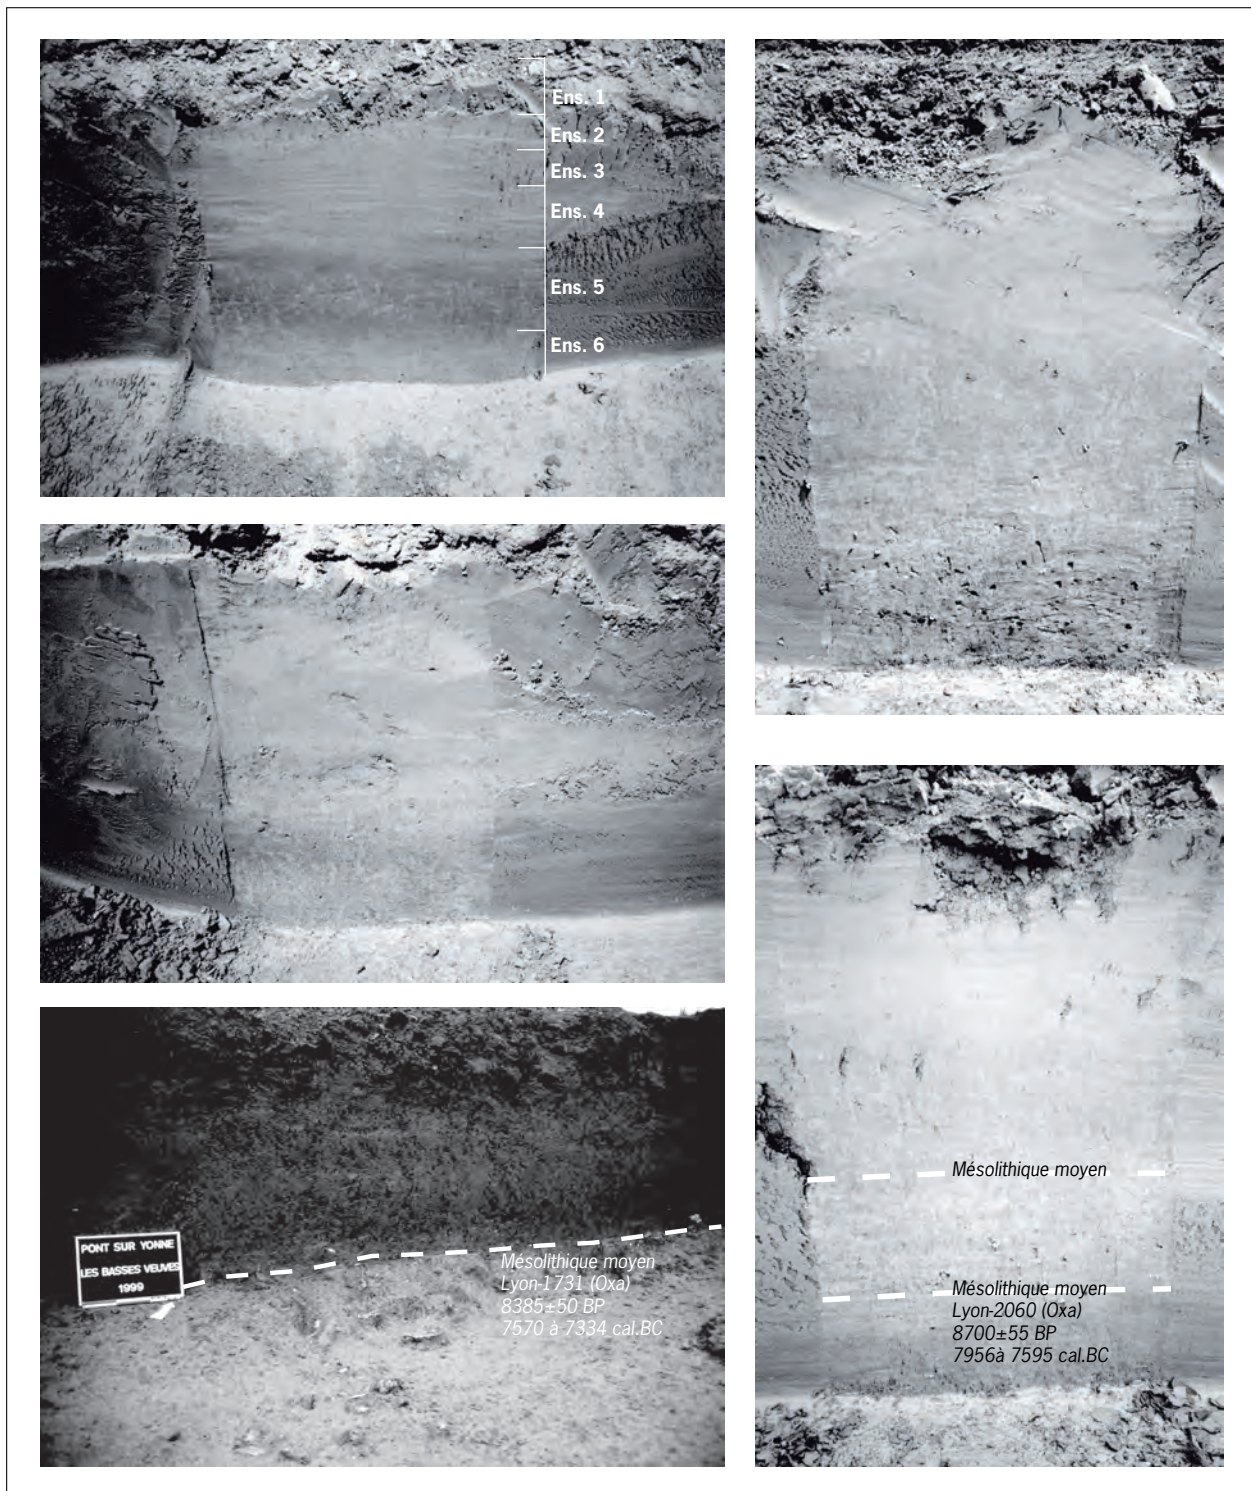 Ens. 1
Ens. 2
Ens. 3
Ens. 4
Ens. 5
Ens. 6
PONT SUR YONNE
LES BASSES VEUVES
1999
Mésolithique moyen
Lyon-1731 (Oxa)
8385±50 BP
7570 à 7334 cal.BC
Mésolithique moyen
Mésolithique moyen
Lyon-2060 (Oxa)
8700±55 BP
7956à 7595 cal.BC